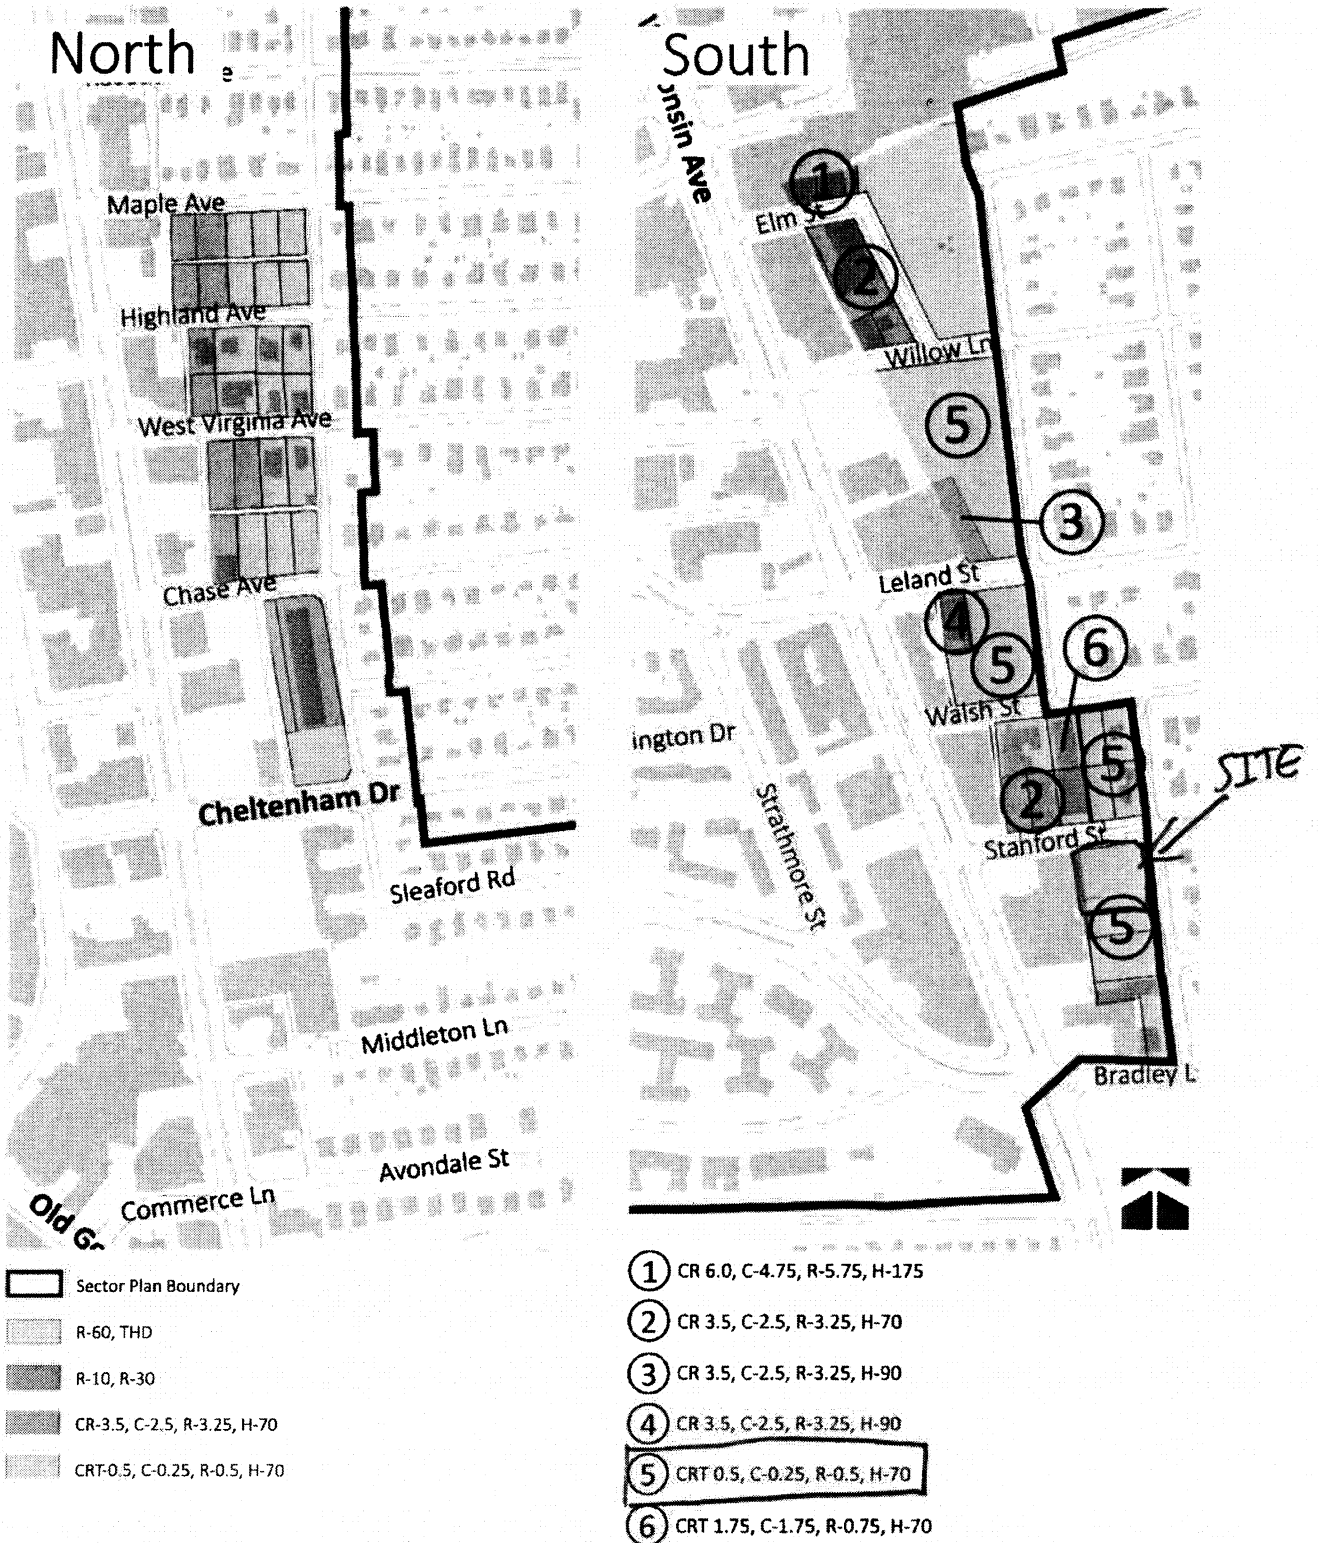 North
e
Maple Ave
Highland Ave
West Virginia Ave
Chase Ave
Cheltenham Dr
Sleaford Rd
Middleton Ln
Avondale St
Commerce Ln
Old Ge
Sector Plan Boundary
R-60, THD
R-10, R-30
CR-3.5, C-2.5, R-3.25, H-70
CRT-0.5, C-0.25, R-0.5, H-70
South
onsin Ave
1
Elm St
2
Willow Ln
5
3
Leland St
4
5
6
Walsh St
ington Dr
5
SITE
2
Strathmore St
Stanford St
5
Bradley L
1 CR 6.0, C-4.75, R-5.75, H-175
2 CR 3.5, C-2.5, R-3.25, H-70
3 CR 3.5, C-2.5, R-3.25, H-90
4 CR 3.5, C-2.5, R-3.25, H-90
5 CRT 0.5, C-0.25, R-0.5, H-70
6 CRT 1.75, C-1.75, R-0.75, H-70